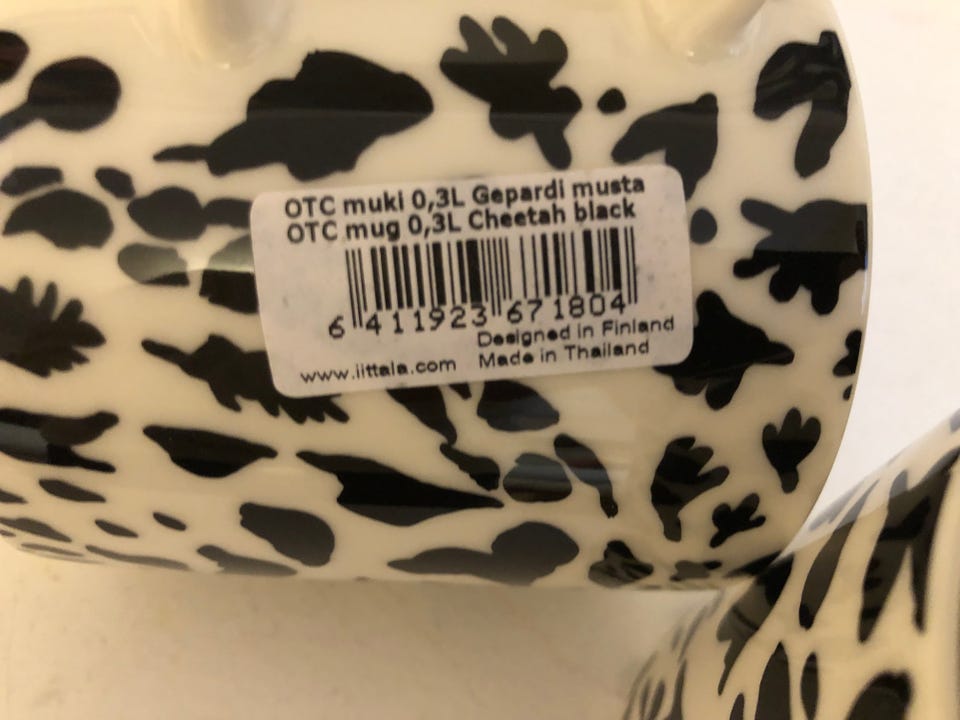 OTC muki 0,3L Gepardi musta
OTC mug 0,3L Cheetah black
6 411923 671804
Designed in Finland
www.iittala.com Made in Thailand